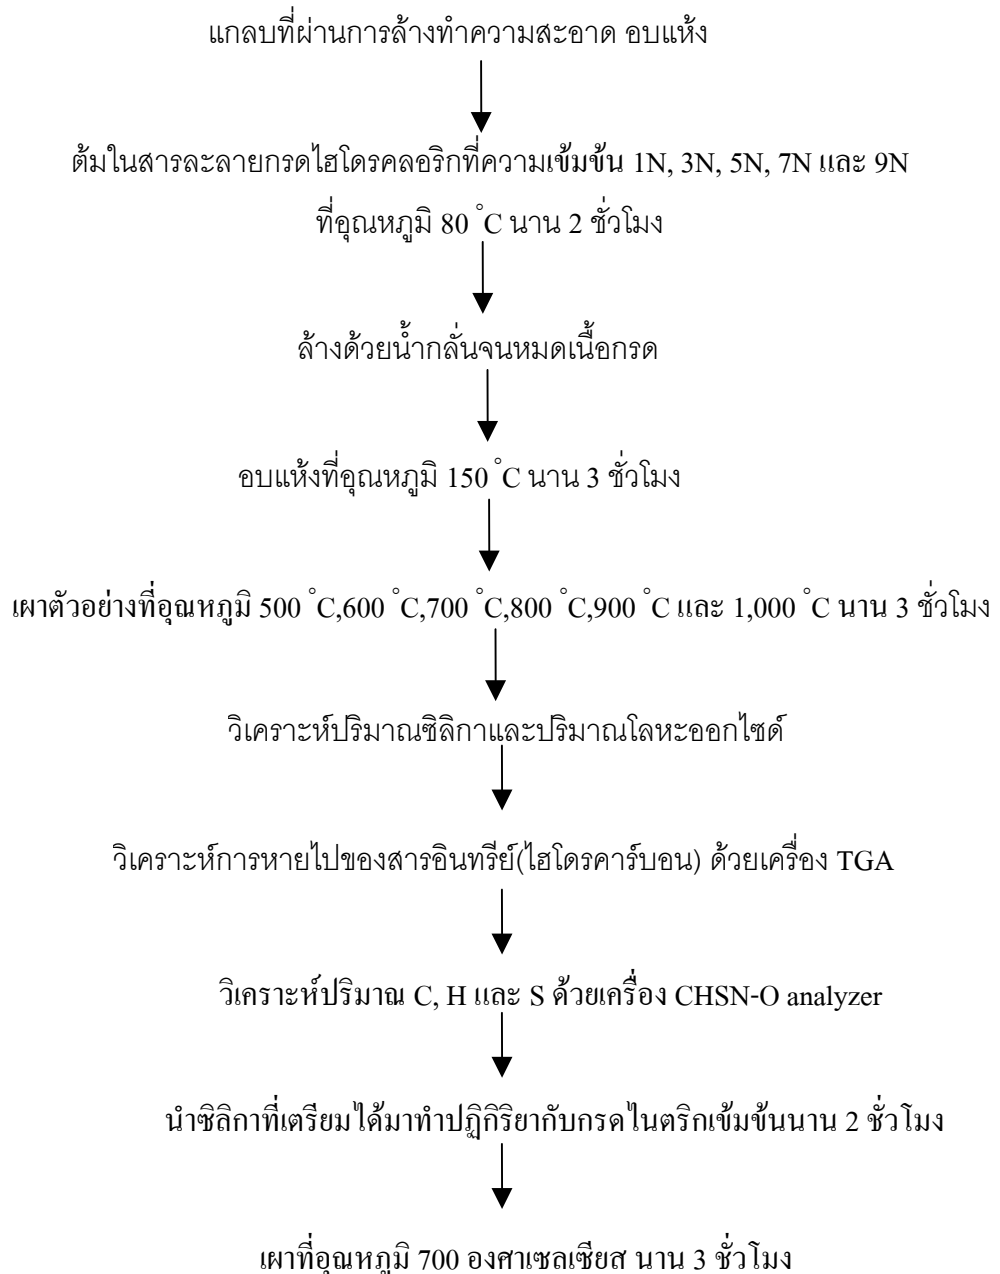 แกลบที่ผ่านการล้างทำความสะอาด อบแห้ง
ต้มในสารละลายกรดไฮโดรคลอริกที่ความเข้มข้น 1N, 3N, 5N, 7N และ 9N
ที่อุณหภูมิ 80 °C นาน 2 ชั่วโมง
ล้างด้วยน้ำกลั่นจนหมดเนื้อกรด
อบแห้งที่อุณหภูมิ 150 °C นาน 3 ชั่วโมง
เผาตัวอย่างที่อุณหภูมิ 500 °C,600 °C,700 °C,800 °C,900 °C และ 1,000 °C นาน 3 ชั่วโมง
วิเคราะห์ปริมาณซิลิกาและปริมาณโลหะออกไซด์
วิเคราะห์การหายไปของสารอินทรีย์(ไฮโดรคาร์บอน) ด้วยเครื่อง TGA
วิเคราะห์ปริมาณ C, H และ S ด้วยเครื่อง CHSN-O analyzer
นำซิลิกาที่เตรียมได้มาทำปฏิกิริยากับกรดไนตริกเข้มข้นนาน 2 ชั่วโมง
เผาที่อุณหภูมิ 700 องศาเซลเซียส นาน 3 ชั่วโมง